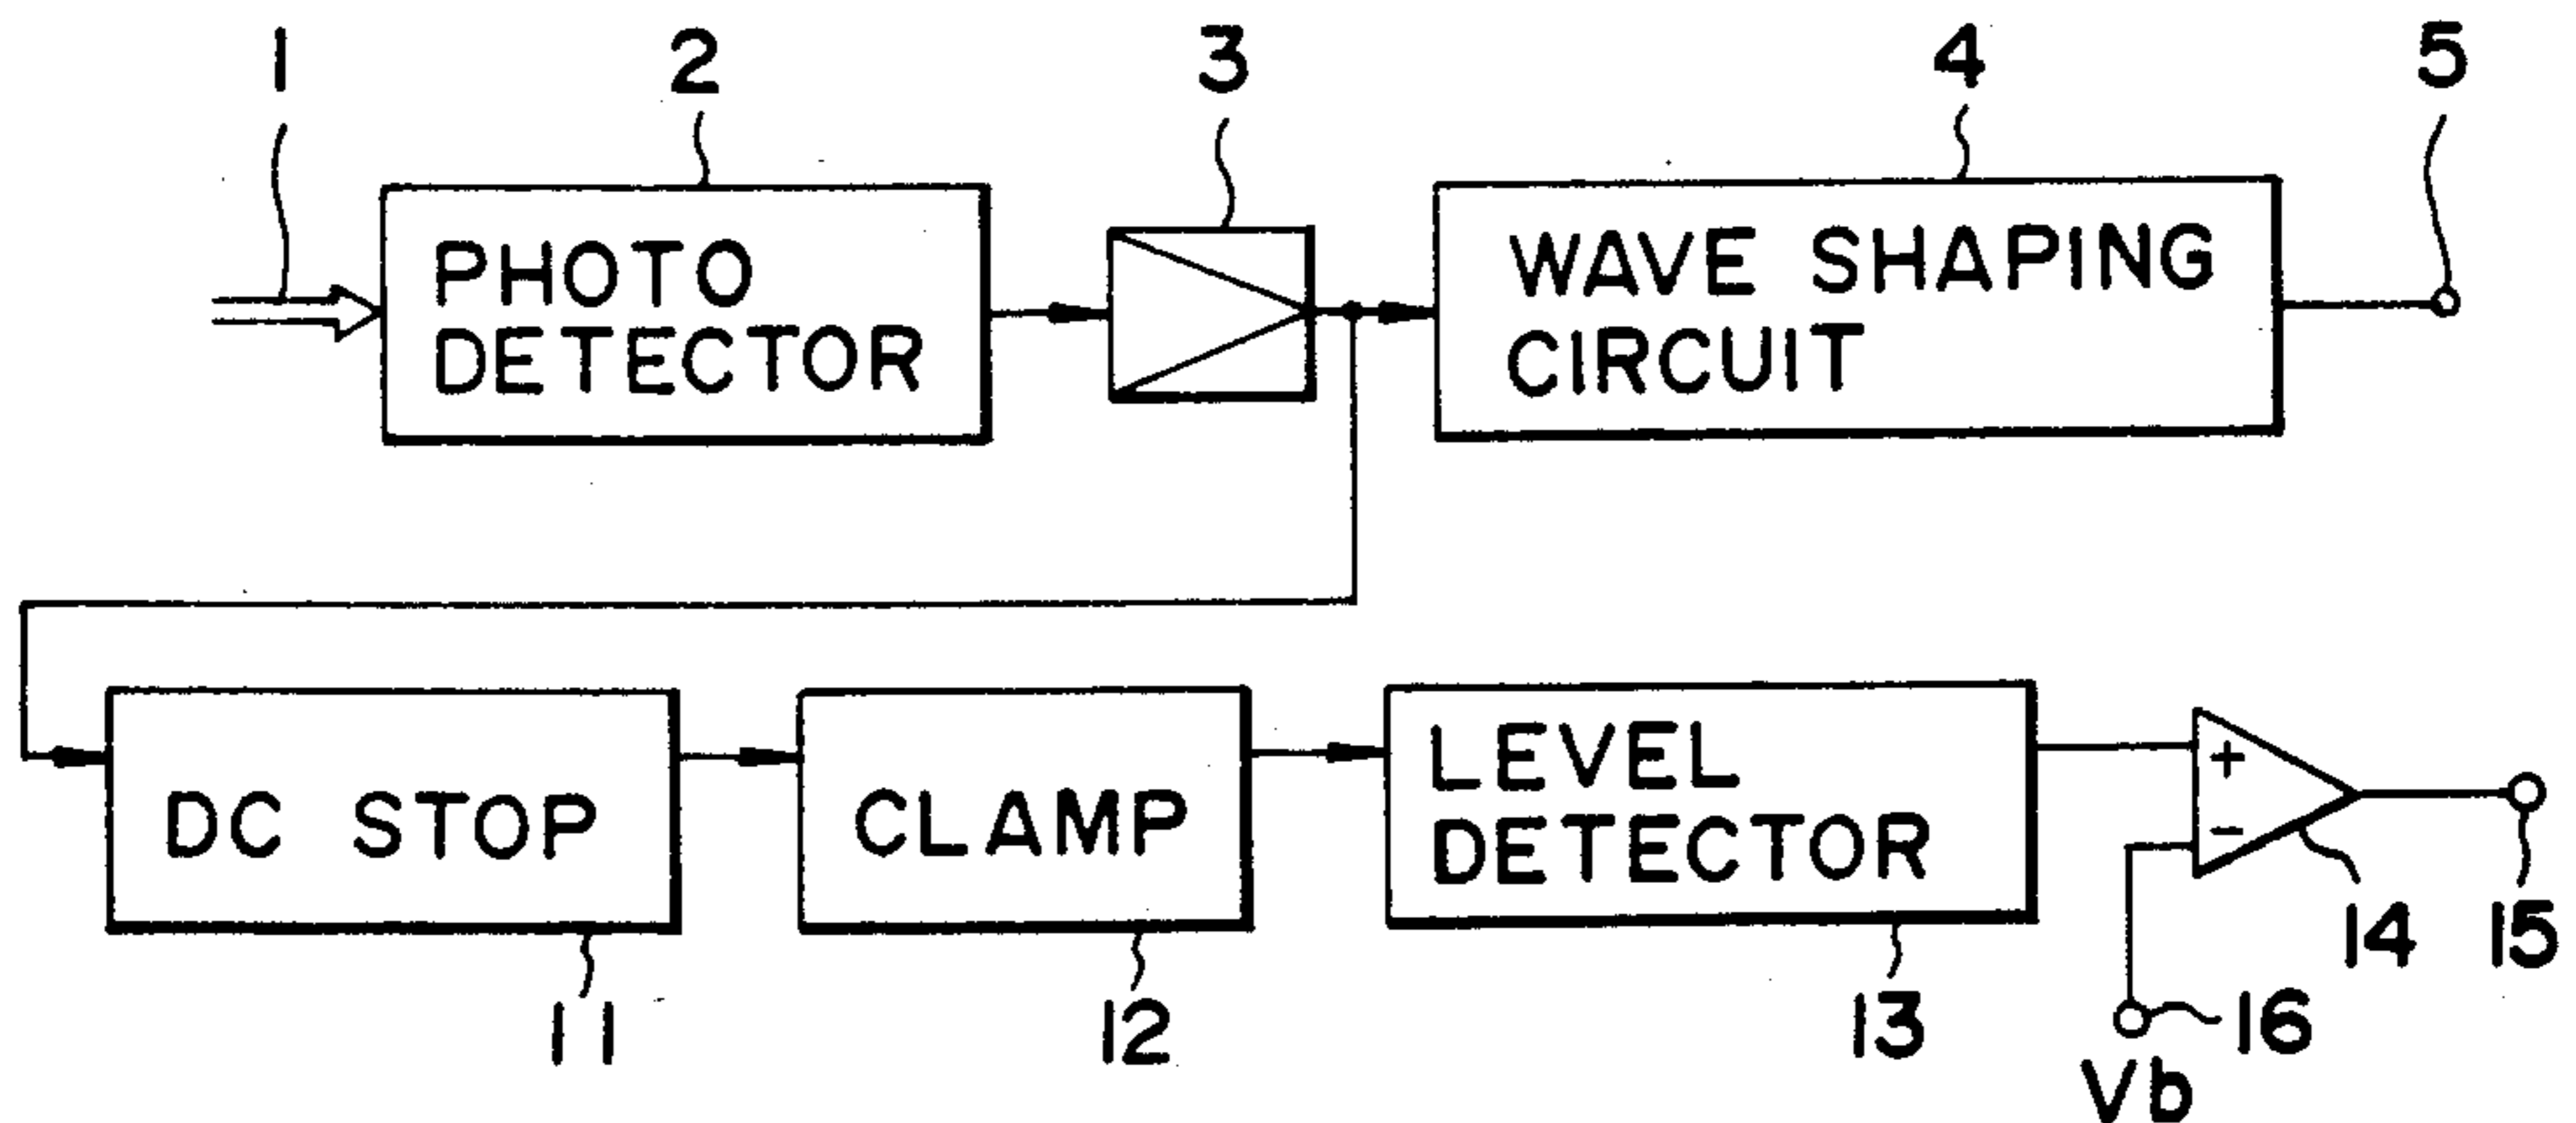 1 2 3 4 5
PHOTO
DETECTOR
WAVE SHAPING
CIRCUIT
DC STOP
CLAMP
LEVEL
DETECTOR
+
−
11 12 13 14 15
16
Vb